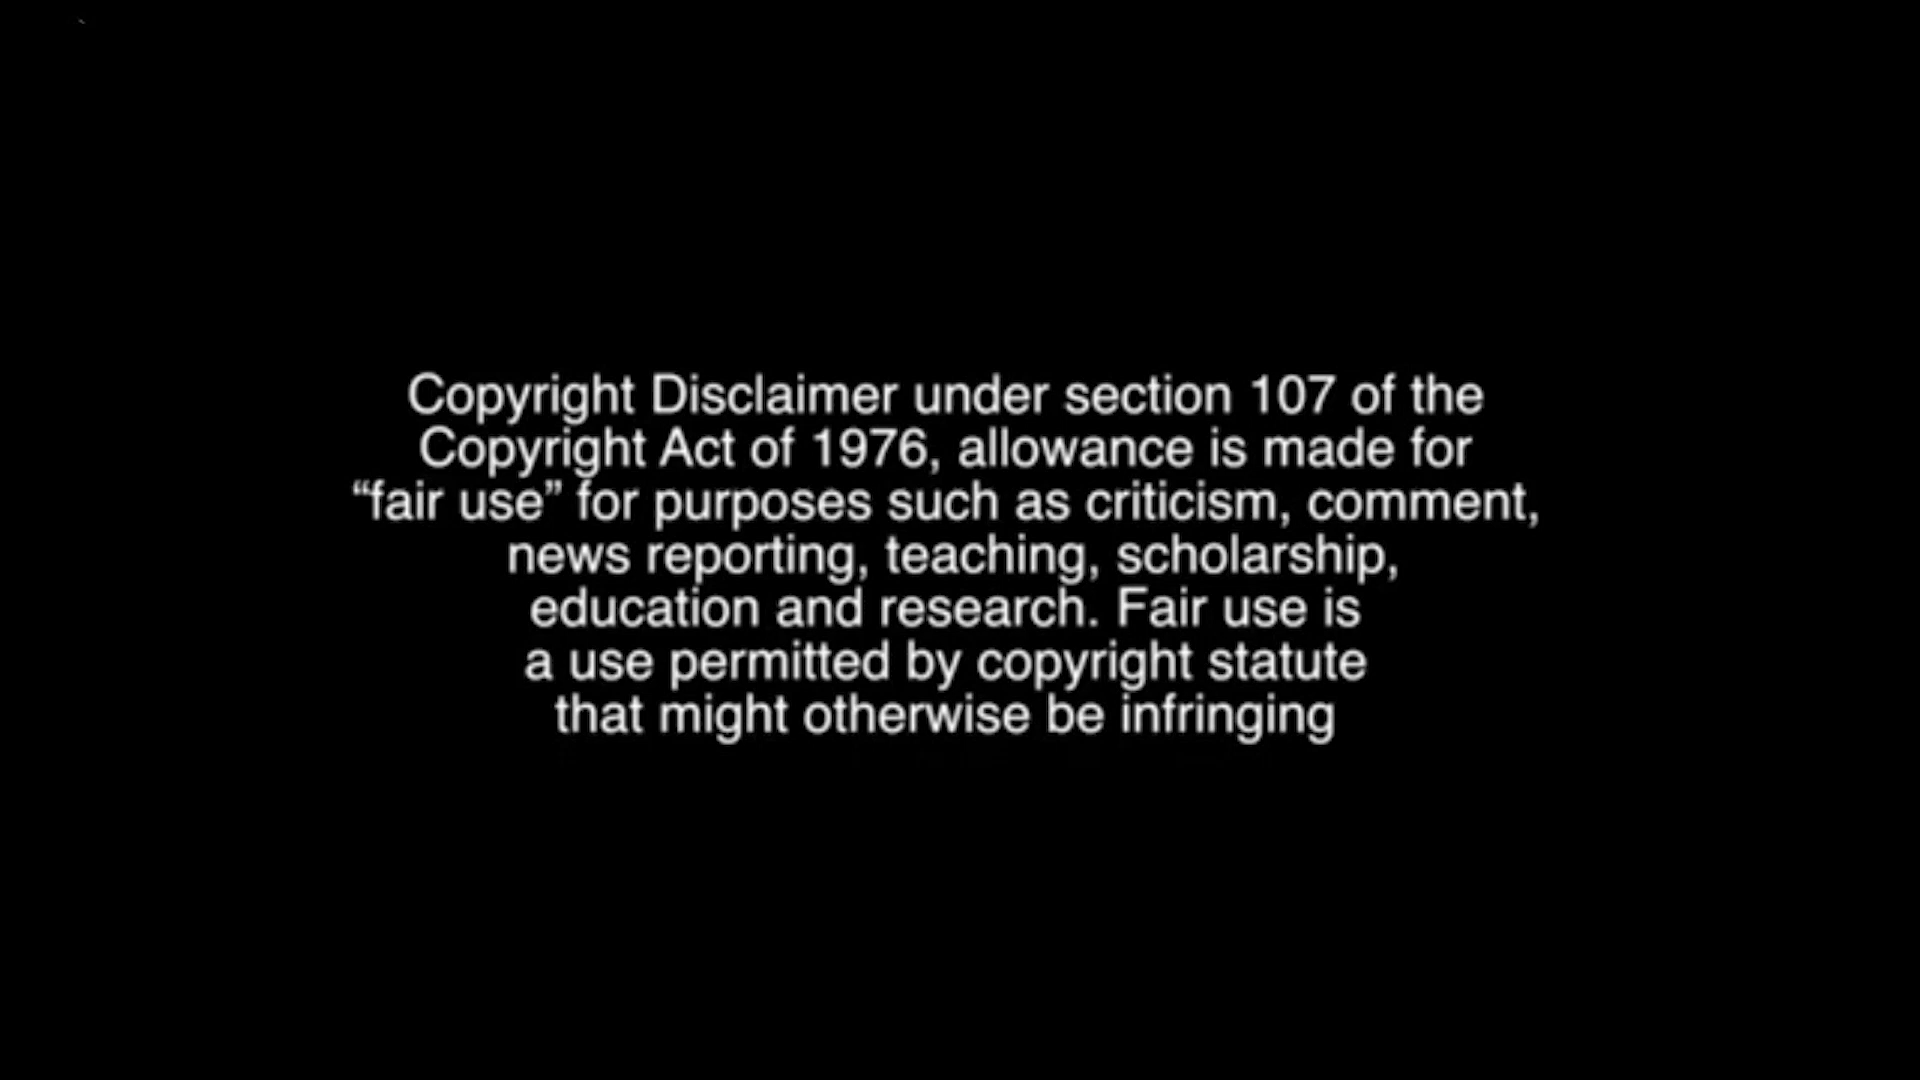 Copyright Disclaimer under section 107 of the
Copyright Act of 1976, allowance is made for
“fair use” for purposes such as criticism, comment,
news reporting, teaching, scholarship,
education and research. Fair use is
a use permitted by copyright statute
that might otherwise be infringing